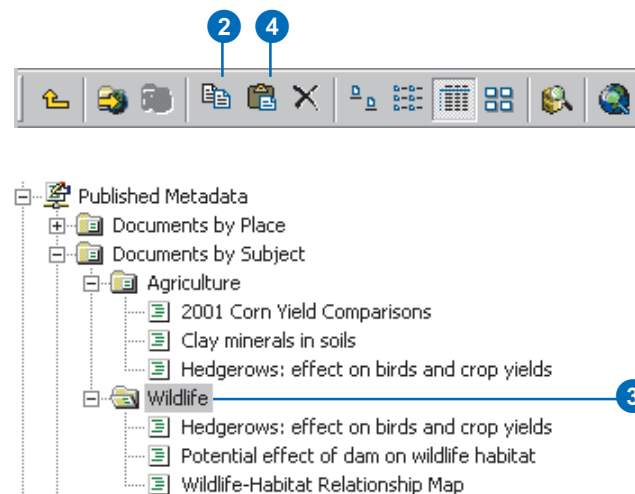 2 4
Published Metadata
Documents by Place
Documents by Subject
Agriculture
2001 Corn Yield Comparisons
Clay minerals in soils
Hedgerows: effect on birds and crop yields
Wildlife 3
Hedgerows: effect on birds and crop yields
Potential effect of dam on wildlife habitat
Wildlife-Habitat Relationship Map